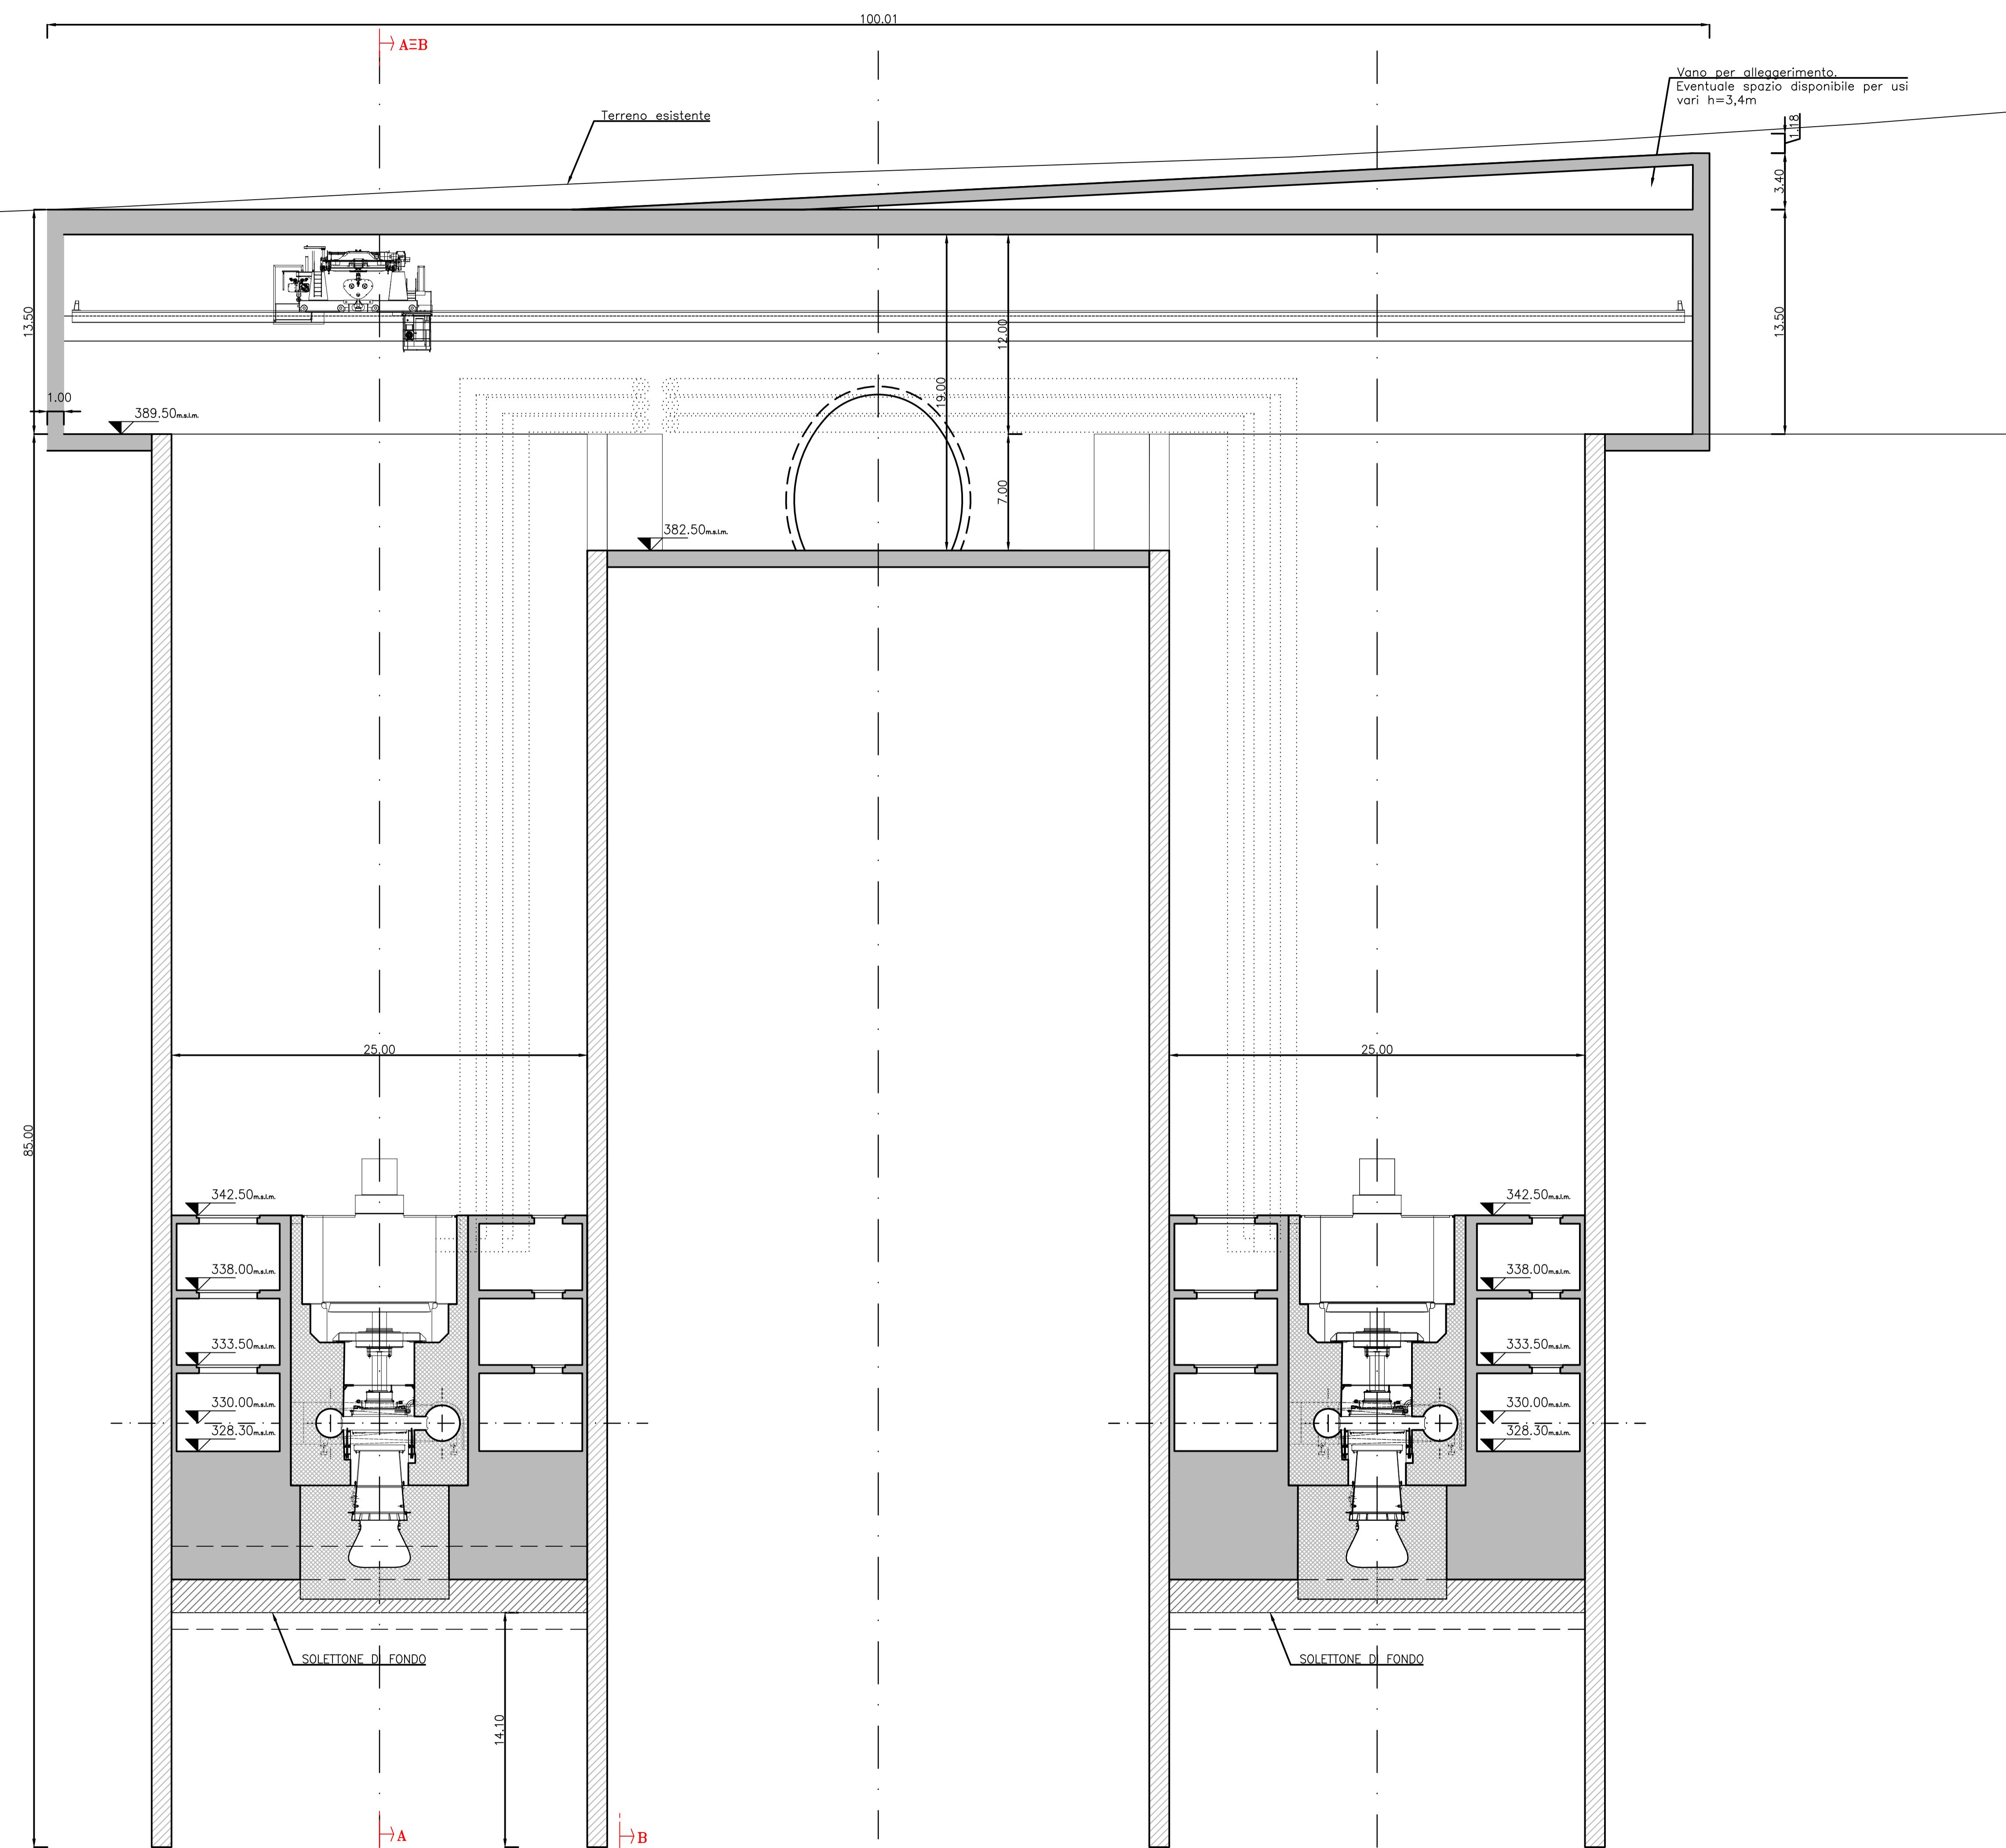 100.01
AΞB
Vano per alleggerimento.
Eventuale spazio disponibile per usi
vari h=3,4m
Terreno esistente
1.18
3.40
13.50
13.50
12.00
19.00
1.00
389.50m.s.l.m.
7.00
382.50m.s.l.m.
25.00
25.00
85.00
342.50m.s.l.m.
342.50m.s.l.m.
338.00m.s.l.m.
338.00m.s.l.m.
333.50m.s.l.m.
333.50m.s.l.m.
330.00m.s.l.m.
330.00m.s.l.m.
328.30m.s.l.m.
328.30m.s.l.m.
SOLETTONE DI FONDO
SOLETTONE DI FONDO
14.10
A
B